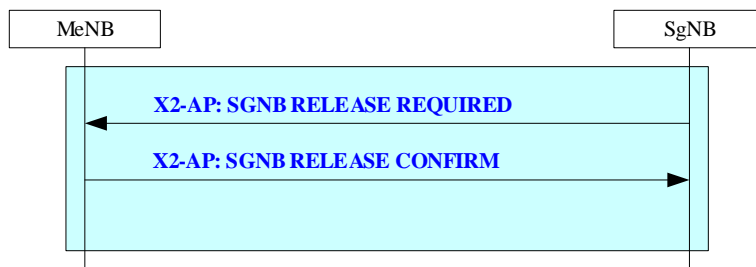 MeNB
SgNB
X2-AP: SGNB RELEASE REQUIRED
X2-AP: SGNB RELEASE CONFIRM